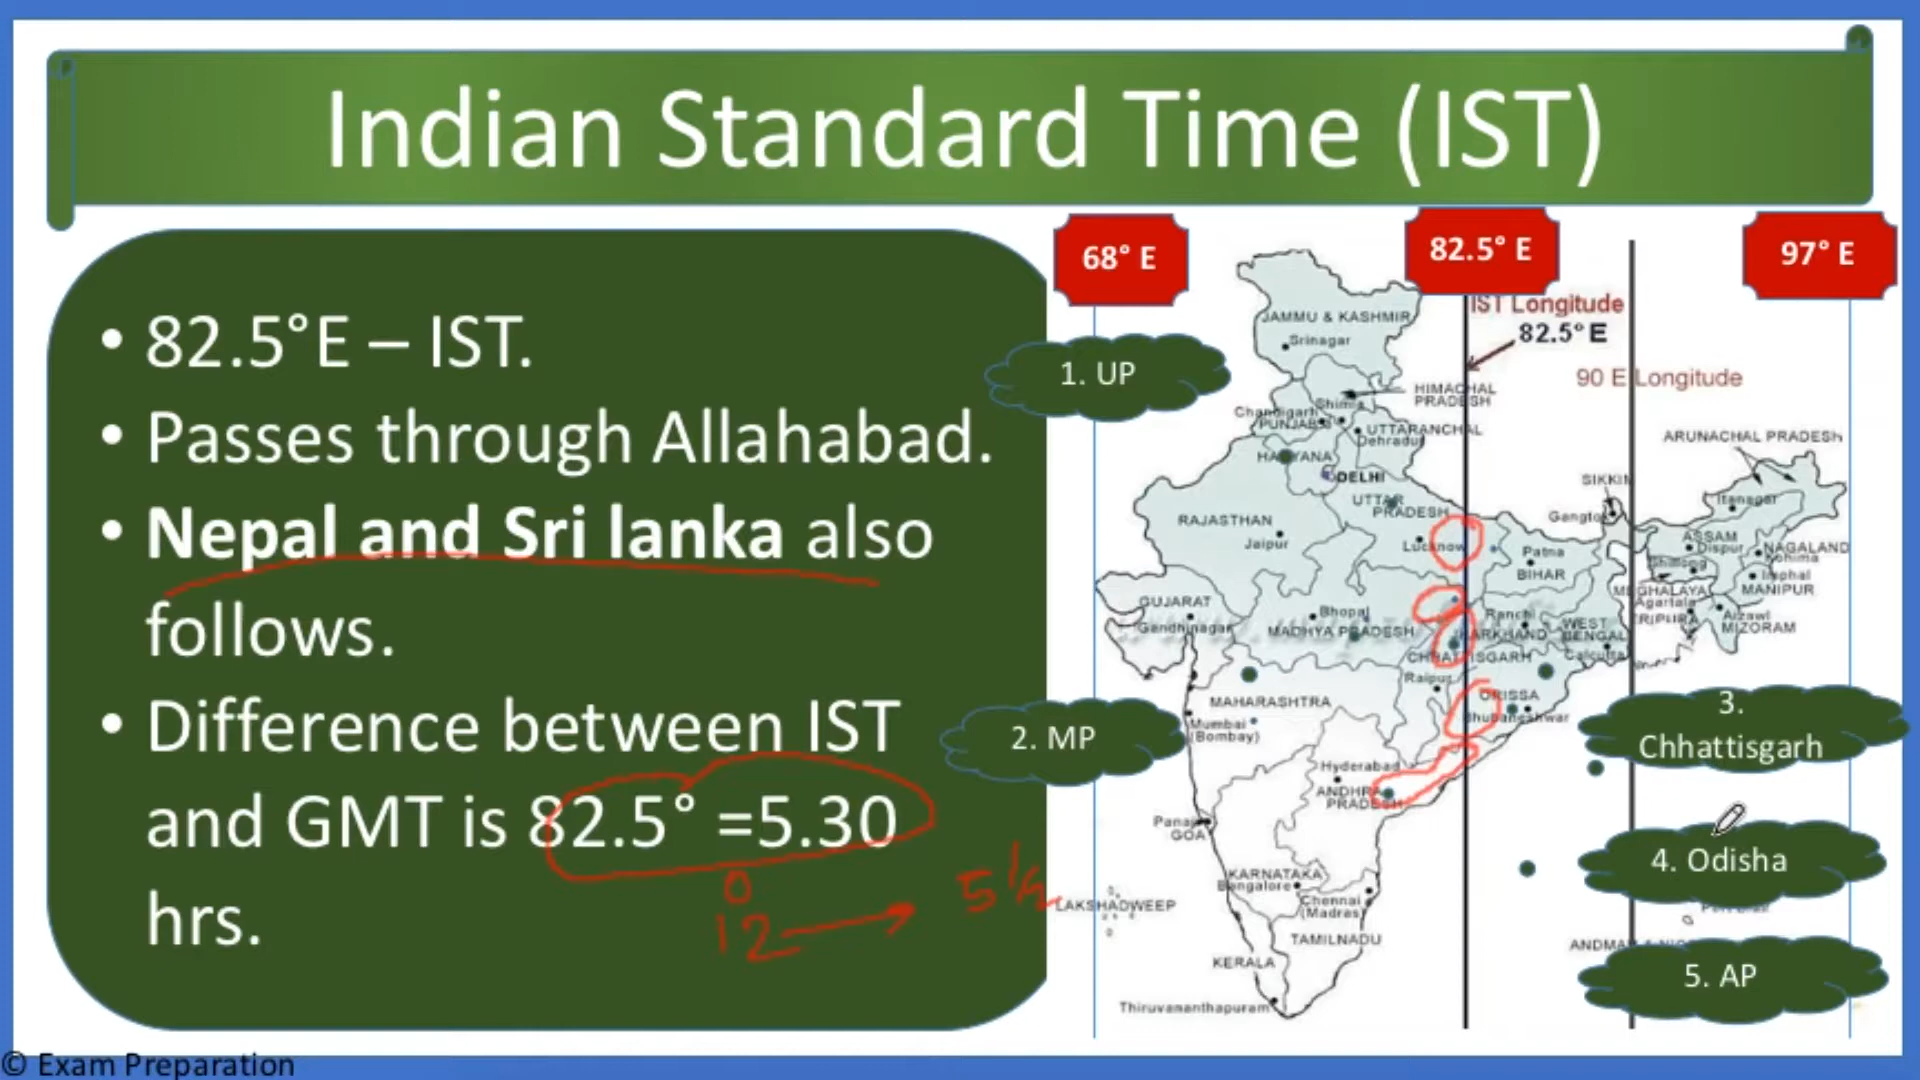 Indian Standard Time (IST)
• 82.5°E – IST.
• Passes through Allahabad.
• Nepal and Sri lanka also
follows.
• Difference between IST
and GMT is 82.5° =5.30
hrs.
0
12 → 5 1/2
68° E
82.5° E
97° E
IST Longitude
82.5° E
90 E Longitude
1. UP
2. MP
3.
Chhattisgarh
4. Odisha
5. AP
JAMMU & KASHMIR
Srinagar
HIMACHAL
PRADESH
Shimla
Chandigarh
PUNJAB
UTTARANCHAL
Dehradun
HARYANA
DELHI
UTTAR
PRADESH
RAJASTHAN
Jaipur
Lucknow
Patna
BIHAR
SIKKIM
Gangtok
ARUNACHAL PRADESH
Itanagar
ASSAM
Dispur
NAGALAND
Kohima
Shillong
MEGHALAYA
Imphal
MANIPUR
Agartala
TRIPURA
Aizawl
MIZORAM
GUJARAT
Gandhinagar
Bhopal
MADHYA PRADESH
Ranchi
JHARKHAND
WEST
BENGAL
Calcutta
CHHATTISGARH
Raipur
ORISSA
Bhubaneshwar
MAHARASHTRA
Mumbai
(Bombay)
Hyderabad
ANDHRA
PRADESH
Panaji
GOA
KARNATAKA
Bangalore
Chennai
(Madras)
LAKSHADWEEP
TAMILNADU
KERALA
Thiruvananthapuram
© Exam Preparation